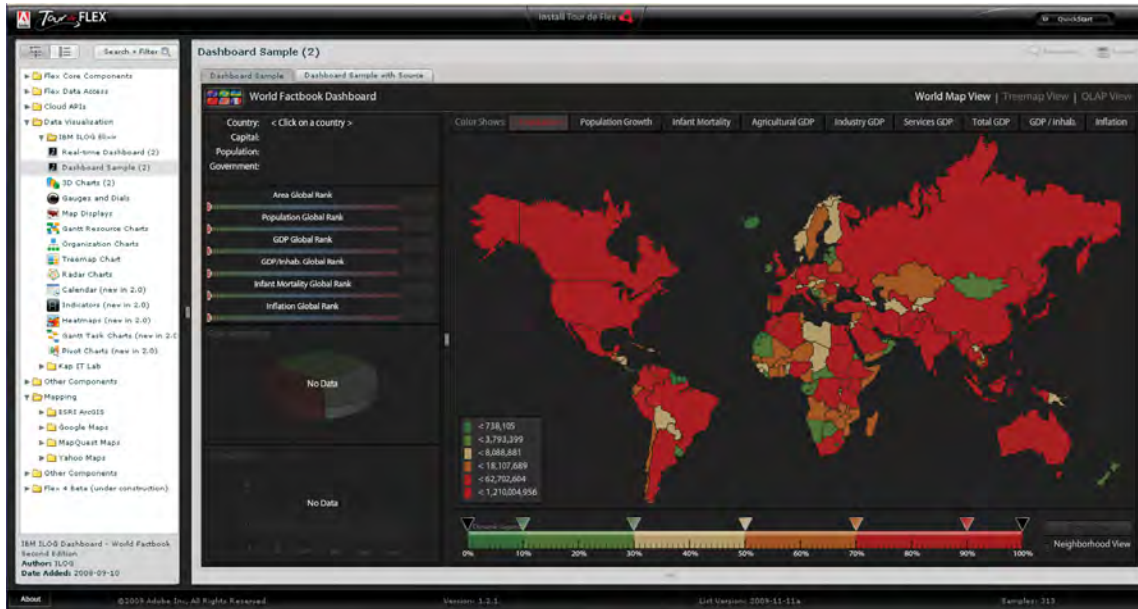 Tour de FLEX
Install Tour de Flex
QuickStart
Search + Filter
Flex Core Components
Flex Data Access
Cloud APIs
Data Visualization
IBM ILOG Elixir
Real-time Dashboard (2)
Dashboard Sample (2)
3D Charts (2)
Gauges and Dials
Map Displays
Gantt Resource Charts
Organization Charts
Treemap Chart
Radar Charts
Calendar (new in 2.0)
Indicators (new in 2.0)
Heatmaps (new in 2.0)
Gantt Task Charts (new in 2.0
Pivot Charts (new in 2.0)
Kap IT Lab
Other Components
Mapping
ESRI ArcGIS
Google Maps
MapQuest Maps
Yahoo Maps
Other Components
Flex 4 Beta (under construction)
IBM ILOG Dashboard - World Factbook
Second Edition
Author: ILOG
Date Added: 2008-09-10
Dashboard Sample (2)
Dashboard Sample Dashboard Sample with Source
World Factbook Dashboard
World Map View | Treemap View | OLAP View
Country: < Click on a country >
Capital:
Population:
Government:
Area Global Rank
Population Global Rank
GDP Global Rank
GDP/Inhab. Global Rank
Infant Mortality Global Rank
Inflation Global Rank
No Data
No Data
Color Shows: Population Population Growth Infant Mortality Agricultural GDP Industry GDP Services GDP Total GDP GDP / Inhab. Inflation
< 738,105
< 3,793,399
< 8,088,881
< 18,107,689
< 62,702,604
< 1,210,004,956
Dynamic Legend
0% 10% 20% 30% 40% 50% 60% 70% 80% 90% 100%
Neighborhood View
About ©2009 Adobe Inc, All Rights Reserved Version: 1.2.1 List Version: 2009-11-11a Samples: 313